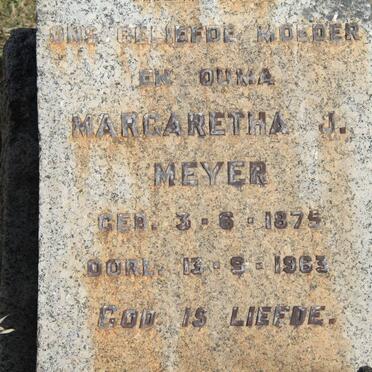 ONS GELIEFDE MOEDER
EN OUMA
MARGARETHA J.
MEYER
GEB. 3-6-1875
OORL. 13-9-1963
GOD IS LIEFDE.